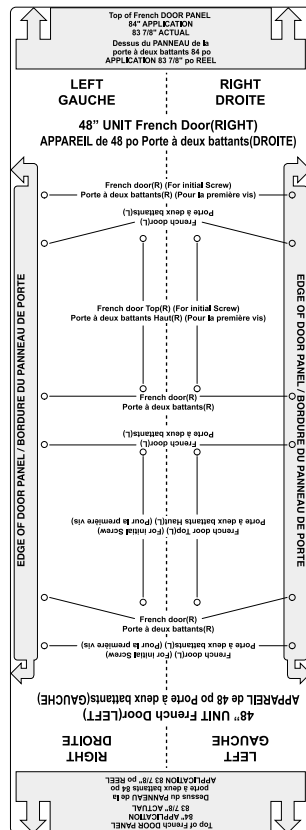 Top of French DOOR PANEL
84" APPLICATION
83 7/8" ACTUAL
Dessus du PANNEAU de la
porte à deux battants 84 po
APPLICATION 83 7/8" po REEL
LEFT
GAUCHE
RIGHT
DROITE
48” UNIT French Door(RIGHT)
APPAREIL de 48 po Porte à deux battants(DROITE)
French door(R) (For initial Screw)
Porte à deux battants(R) (Pour la première vis)
French door(L)
Porte à deux battants(L)
French door Top(R) (For initial Screw)
Porte à deux battants Haut(R) (Pour la première vis)
EDGE OF DOOR PANEL / BORDURE DU PANNEAU DE PORTE
EDGE OF DOOR PANEL / BORDURE DU PANNEAU DE PORTE
French door(R)
Porte à deux battants(R)
French door(L)
Porte à deux battants(L)
French door Top(L) (For initial Screw)
Porte à deux battants Haut(L) (Pour la première vis)
French door(R)
Porte à deux battants(R)
French door(L) (For initial Screw)
Porte à deux battants(L) (Pour la première vis)
48” UNIT French Door(LEFT)
APPAREIL de 48 po Porte à deux battants(GAUCHE)
LEFT
GAUCHE
RIGHT
DROITE
Top of French DOOR PANEL
84" APPLICATION
83 7/8" ACTUAL
Dessus du PANNEAU de la
porte à deux battants 84 po
APPLICATION 83 7/8" po REEL